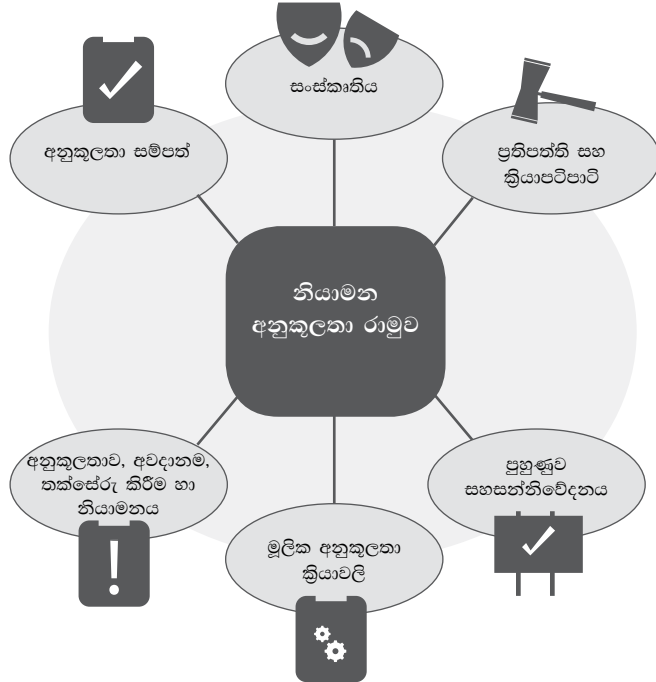 සංස්කෘතිය
අනුකූලතා සම්පත්
ප්‍රතිපත්ති සහ
ක්‍රියාපටිපාටි
නියාමන
අනුකූලතා රාමුව
අනුකූලතාව, අවදානම,
තක්සේරු කිරීම හා
නියාමනය
පුහුණුව
සහසන්නිවේදනය
මූලික අනුකූලතා
ක්‍රියාවලි